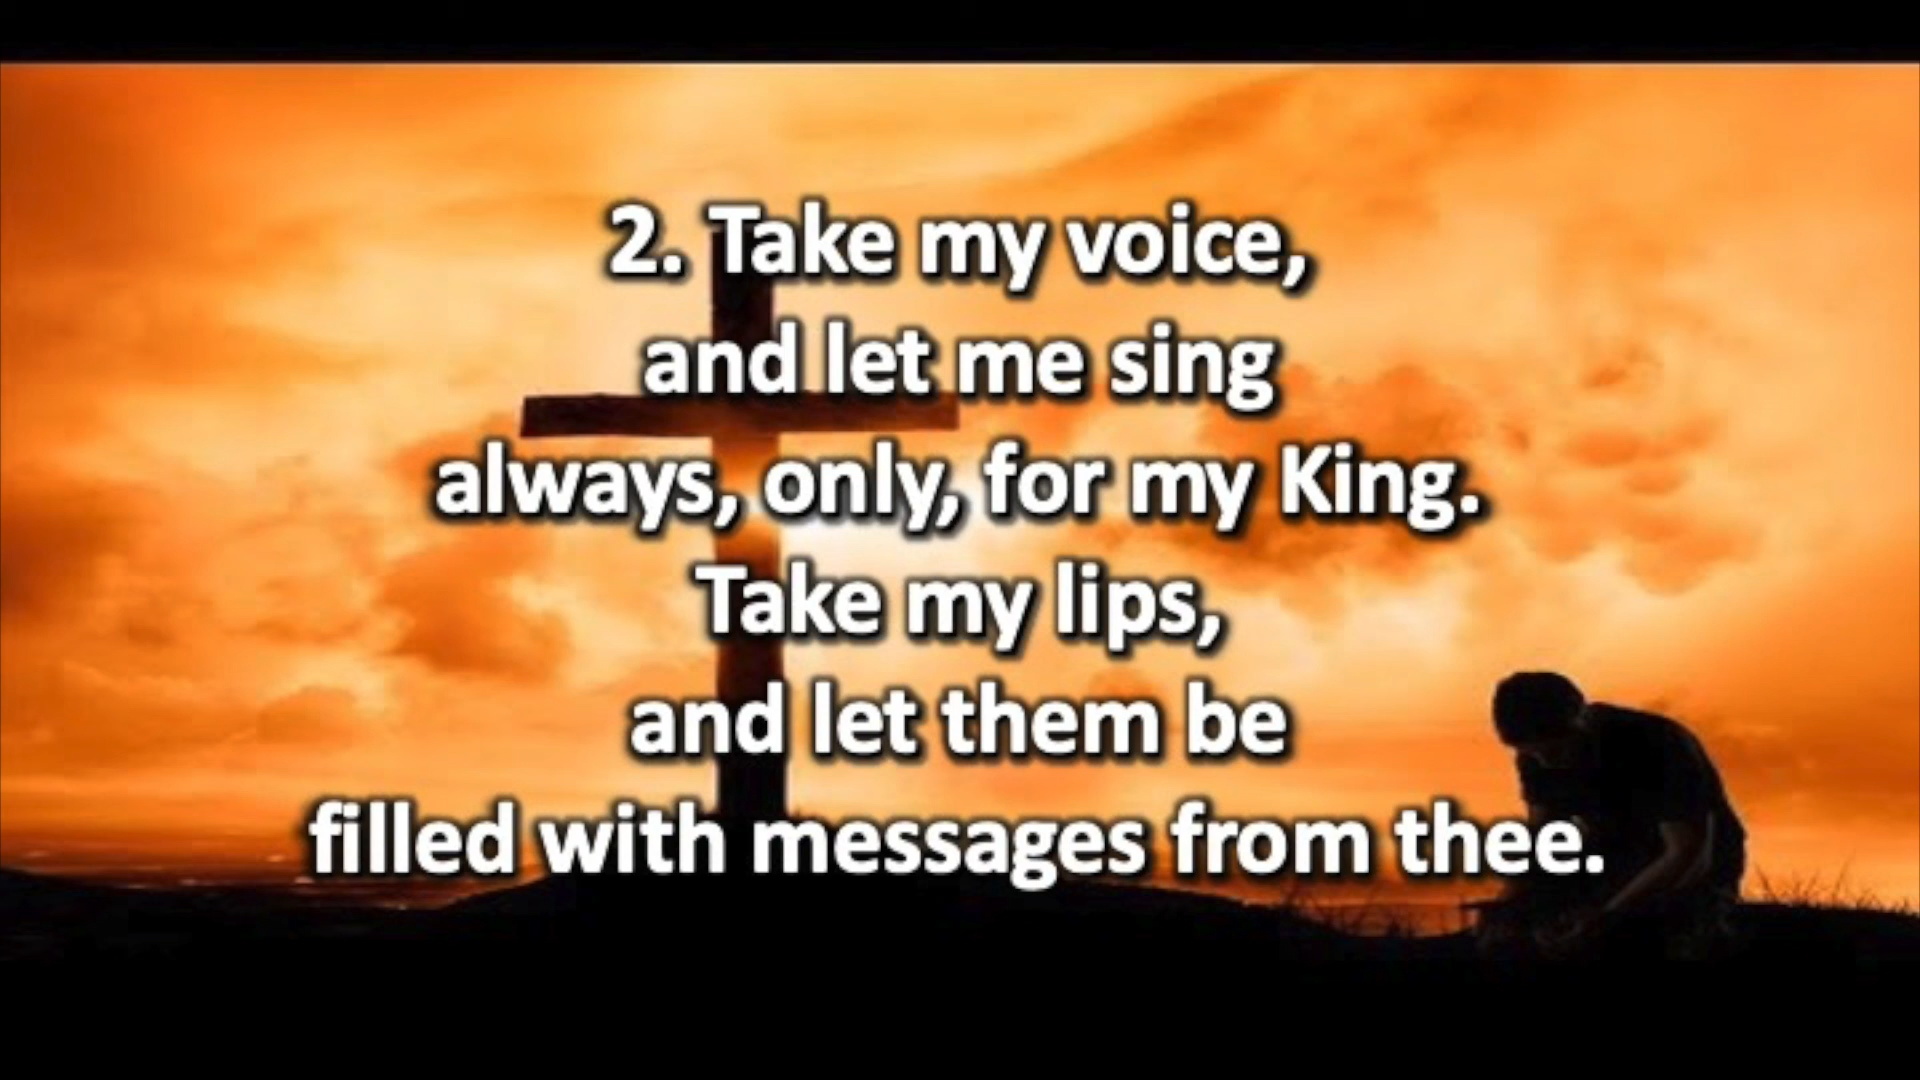 2. Take my voice,
and let me sing
always, only, for my King.
Take my lips,
and let them be
filled with messages from thee.